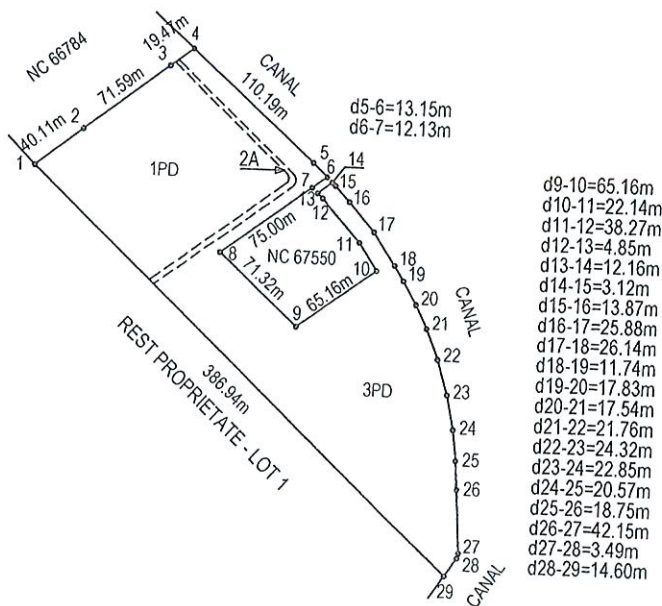 NC 66784
19.47m
4
3
CANAL
110.19m
71.59m
2
40.11m
1
1PD
2A
d5-6=13.15m
d6-7=12.13m
5
6
14
7
15
13
16
12
75.00m
17
11
8
NC 67550
18
10
19
71.32m
65.16m
20
CANAL
9
21
22
REST PROPRIETATE - LOT 1
386.94m
3PD
23
24
25
26
27
28
29
CANAL
d9-10=65.16m
d10-11=22.14m
d11-12=38.27m
d12-13=4.85m
d13-14=12.16m
d14-15=3.12m
d15-16=13.87m
d16-17=25.88m
d17-18=26.14m
d18-19=11.74m
d19-20=17.83m
d20-21=17.54m
d21-22=21.76m
d22-23=24.32m
d23-24=22.85m
d24-25=20.57m
d25-26=18.75m
d26-27=42.15m
d27-28=3.49m
d28-29=14.60m